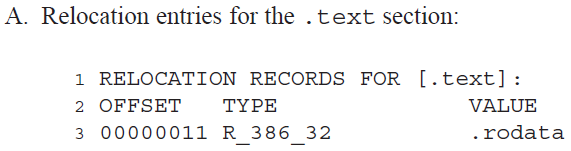 A. Relocation entries for the .text section:
1 RELOCATION RECORDS FOR [.text]:
2 OFFSET TYPE VALUE
3 00000011 R_386_32 .rodata